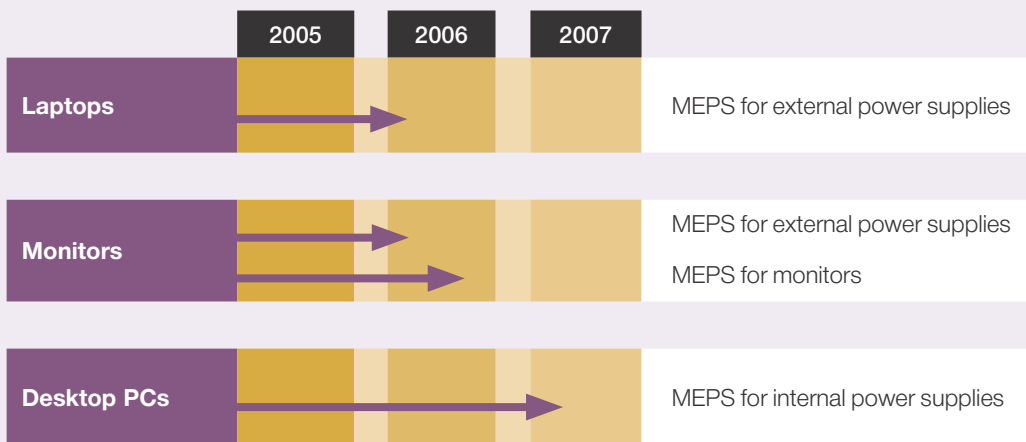 2005 2006 2007
Laptops MEPS for external power supplies
MEPS for external power supplies
Monitors
MEPS for monitors
Desktop PCs MEPS for internal power supplies